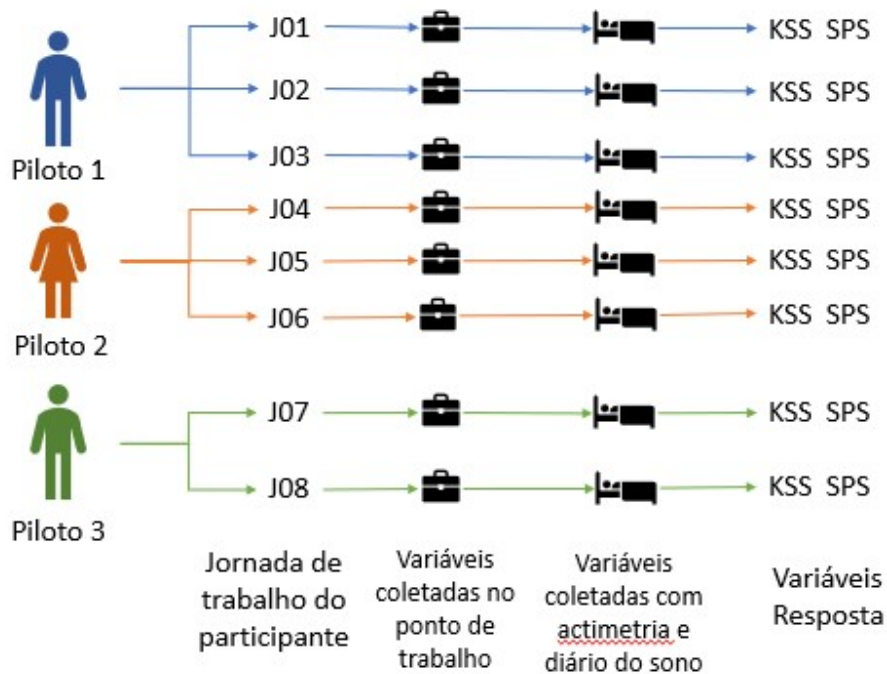 J01
KSS SPS
J02
KSS SPS
J03
KSS SPS
Piloto 1
J04
KSS SPS
J05
KSS SPS
J06
KSS SPS
Piloto 2
J07
KSS SPS
J08
KSS SPS
Piloto 3
Jornada de
trabalho do
participante
Variáveis
coletadas no
ponto de
trabalho
Variáveis
coletadas com
actimetria e
diário do sono
Variáveis
Resposta